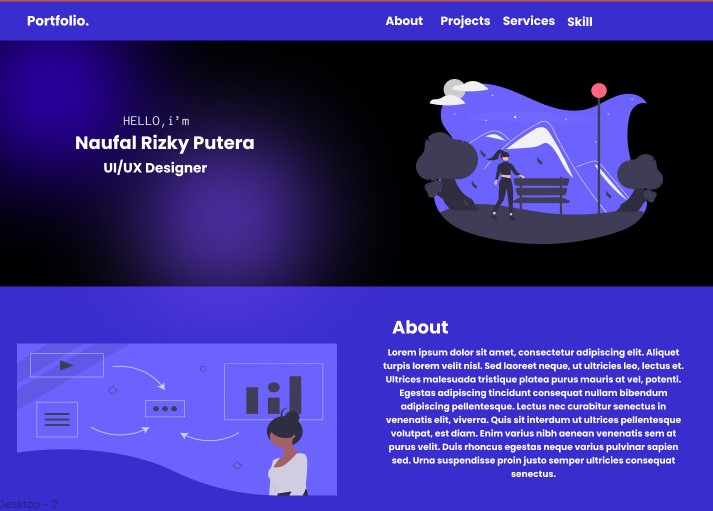 Portfolio.
About Projects Services Skill
HELLO,i'm
Naufal Rizky Putera
UI/UX Designer
About
Lorem ipsum dolor sit amet, consectetur adipiscing elit. Aliquet
turpis lorem velit nisl. Sed laoreet neque, ut ultricies leo, lectus et.
Ultrices malesuada tristique platea purus mauris at vel, potenti.
Egestas adipiscing tincidunt consequat nullam bibendum
adipiscing pellentesque. Lectus nec curabitur senectus in
venenatis elit, viverra. Quis sit interdum ut ultrices pellentesque
volutpat, est diam. Enim varius nibh aenean venenatis sem at
purus velit. Duis rhoncus egestas neque varius pulvinar sapien
sed. Urna suspendisse proin justo semper ultricies consequat
senectus.
Desktop - 2